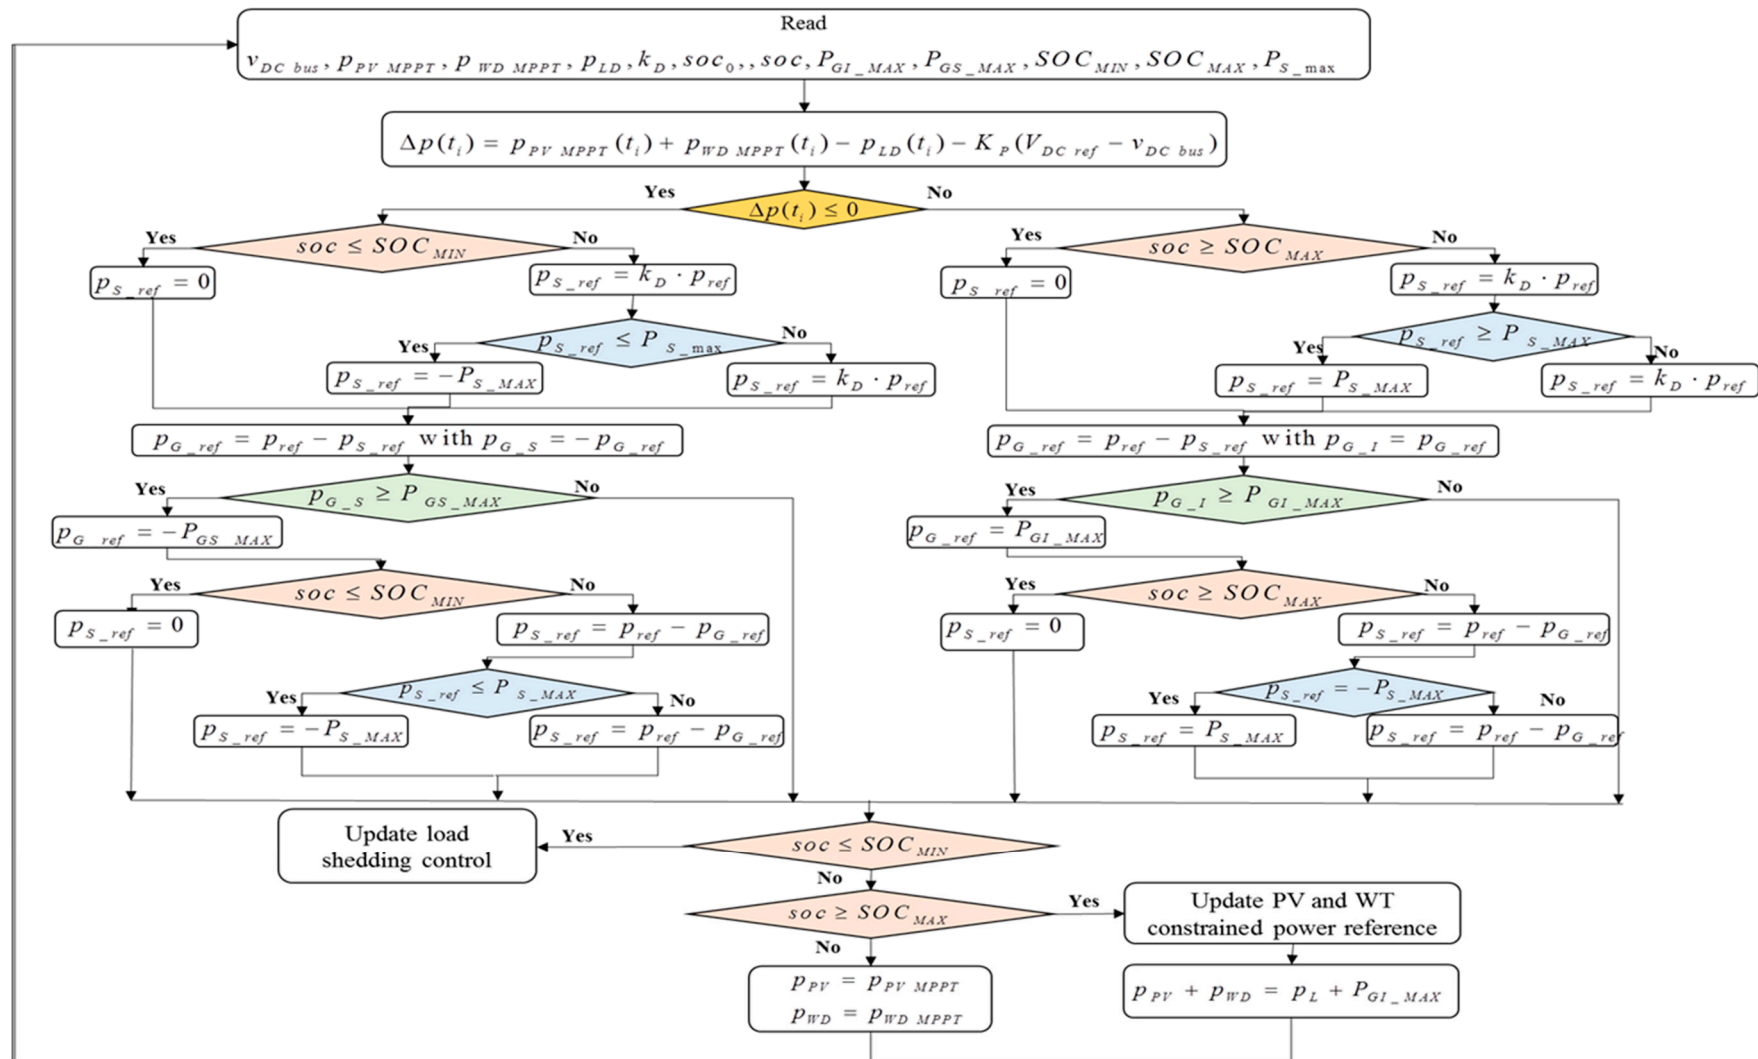 Read
v_DC bus, p_PV MPPT, p_WD MPPT, p_LD, k_D, soc_0,, soc, P_GI_MAX, P_GS_MAX, SOC_MIN, SOC_MAX, P_S_max
Δp(t_i) = p_PV MPPT(t_i) + p_WD MPPT(t_i) − p_LD(t_i) − K_P(V_DC ref − v_DC bus)
Yes
No
Δp(t_i) ≤ 0
Yes
soc ≤ SOC_MIN
No
Yes
soc ≥ SOC_MAX
No
p_S_ref = 0
p_S_ref = k_D · p_ref
p_S_ref = 0
p_S_ref = k_D · p_ref
Yes
p_S_ref ≤ P_S_max
No
Yes
p_S_ref ≥ P_S_MAX
No
p_S_ref = −P_S_MAX
p_S_ref = k_D · p_ref
p_S_ref = P_S_MAX
p_S_ref = k_D · p_ref
p_G_ref = p_ref − p_S_ref with p_G_S = −p_G_ref
p_G_ref = p_ref − p_S_ref with p_G_I = p_G_ref
Yes
p_G_S ≥ P_GS_MAX
No
Yes
p_G_I ≥ P_GI_MAX
No
p_G_ref = −P_GS_MAX
p_G_ref = P_GI_MAX
Yes
soc ≤ SOC_MIN
No
Yes
soc ≥ SOC_MAX
No
p_S_ref = 0
p_S_ref = p_ref − p_G_ref
p_S_ref = 0
p_S_ref = p_ref − p_G_ref
Yes
p_S_ref ≤ P_S_MAX
No
Yes
p_S_ref = −P_S_MAX
No
p_S_ref = −P_S_MAX
p_S_ref = p_ref − p_G_ref
p_S_ref = P_S_MAX
p_S_ref = p_ref − p_G_ref
Update load
shedding control
Yes
soc ≤ SOC_MIN
No
soc ≥ SOC_MAX
Yes
Update PV and WT
constrained power reference
No
p_PV = p_PV MPPT
p_WD = p_WD MPPT
p_PV + p_WD = p_L + P_GI_MAX